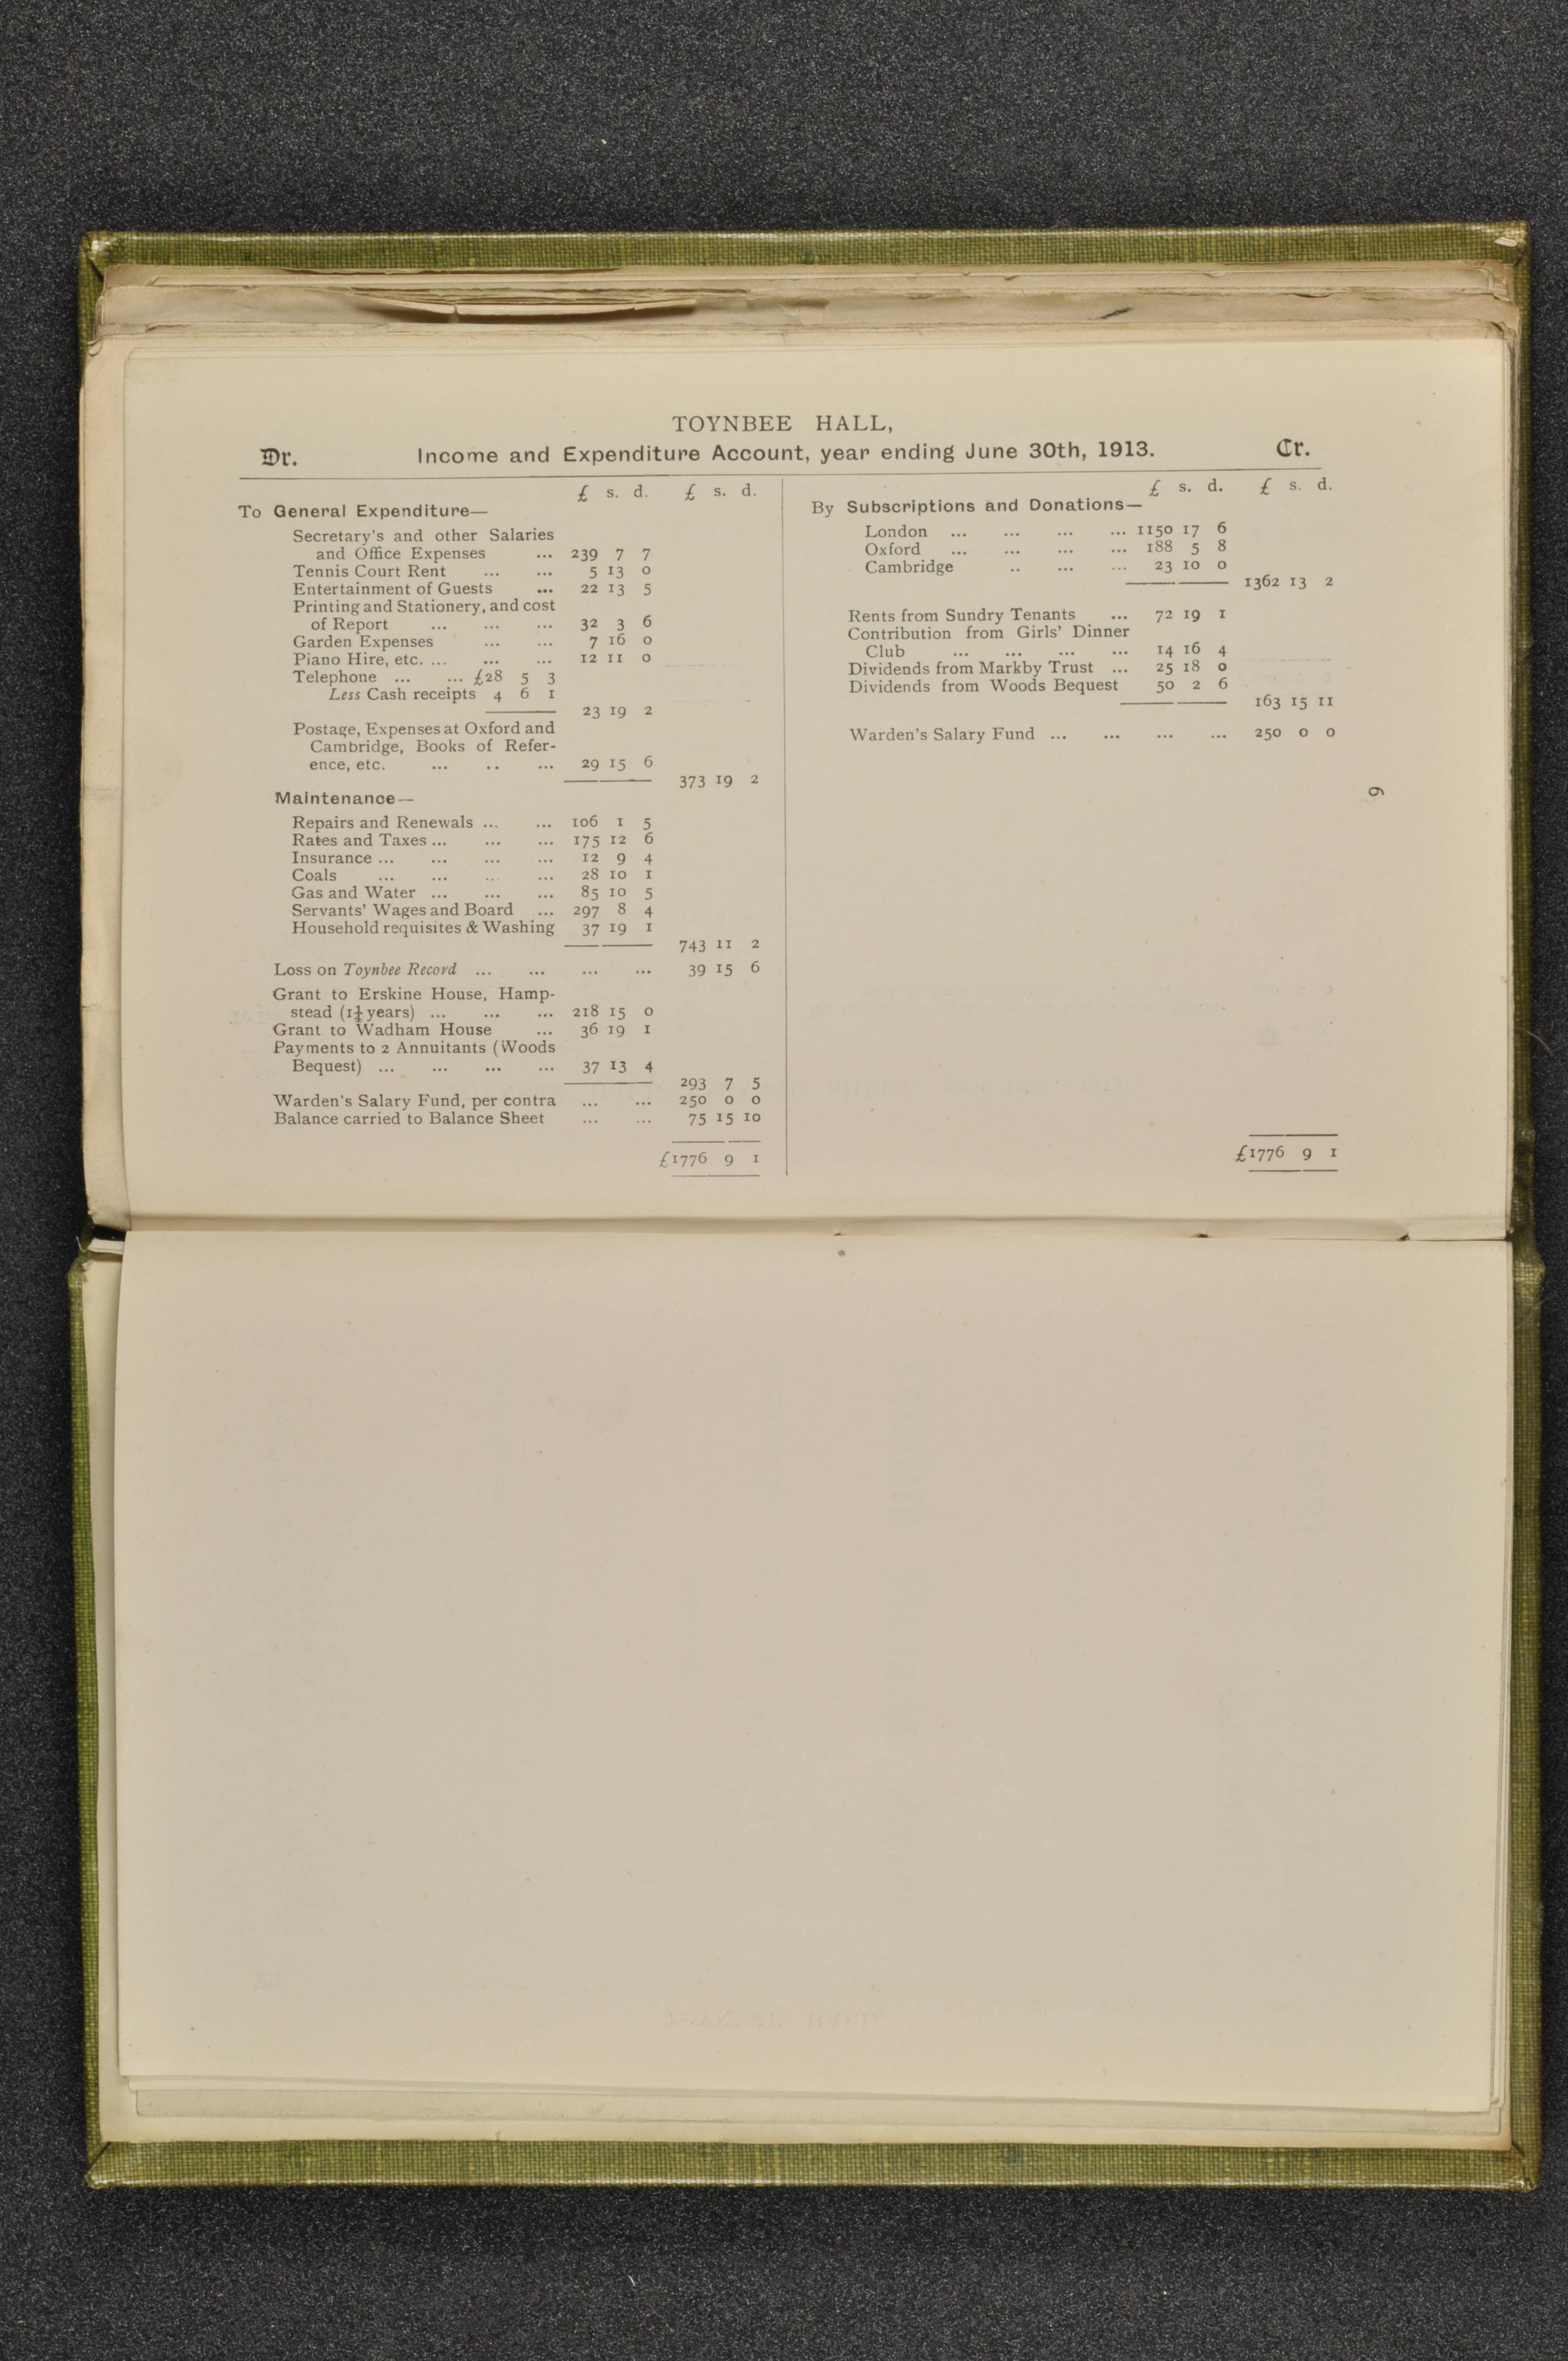 TOYNBEE HALL,
Dr. Income and Expenditure Account, year ending June 30th, 1913. Cr.
£ s. d. £ s. d.
To General Expenditure—
Secretary's and other Salaries
and Office Expenses ... 239 7 7
Tennis Court Rent ... ... 5 13 0
Entertainment of Guests ... 22 13 5
Printing and Stationery, and cost
of Report ... ... ... 32 3 6
Garden Expenses ... ... 7 16 0
Piano Hire, etc. ... ... ... 12 11 0
Telephone ... ... £28 5 3
Less Cash receipts 4 6 1
23 19 2
Postage, Expenses at Oxford and
Cambridge, Books of Refer-
ence, etc. ... .. ... 29 15 6
373 19 2
Maintenance—
Repairs and Renewals ... ... 106 1 5
Rates and Taxes ... ... ... 175 12 6
Insurance ... ... ... ... 12 9 4
Coals ... ... ... ... 28 10 1
Gas and Water ... ... ... 85 10 5
Servants' Wages and Board ... 297 8 4
Household requisites & Washing 37 19 1
743 11 2
Loss on Toynbee Record ... ... ... ... 39 15 6
Grant to Erskine House, Hamp-
stead (1¼ years) ... ... ... 218 15 0
Grant to Wadham House ... 36 19 1
Payments to 2 Annuitants (Woods
Bequest) ... ... ... ... 37 13 4
293 7 5
Warden's Salary Fund, per contra ... ... 250 0 0
Balance carried to Balance Sheet ... ... 75 15 10
£1776 9 1
£ s. d. £ s. d.
By Subscriptions and Donations—
London ... ... ... ... 1150 17 6
Oxford ... ... ... ... 188 5 8
Cambridge .. ... ... 23 10 0
1362 13 2
Rents from Sundry Tenants ... 72 19 1
Contribution from Girls' Dinner
Club ... ... ... ... 14 16 4
Dividends from Markby Trust ... 25 18 0
Dividends from Woods Bequest 50 2 6
163 15 11
Warden's Salary Fund ... ... ... ... 250 0 0
£1776 9 1
9